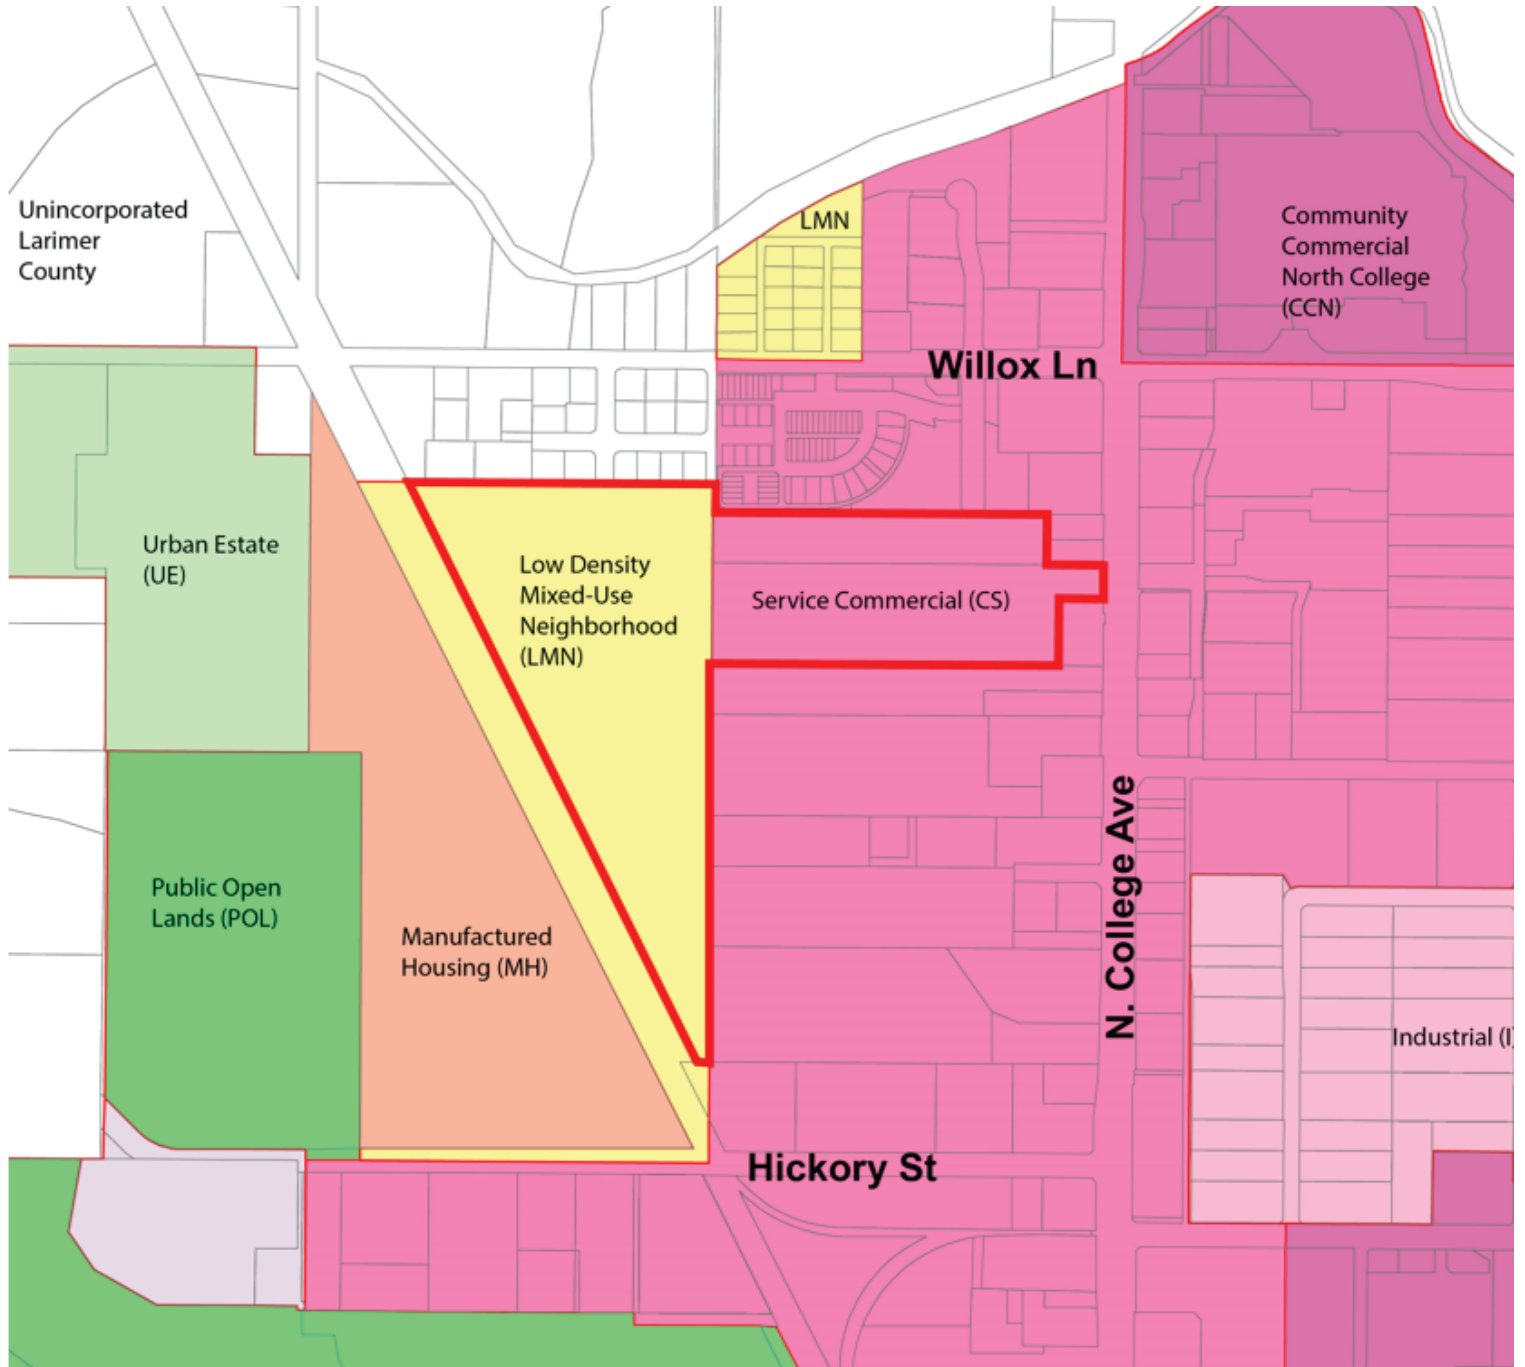 Unincorporated
Larimer
County
LMN
Community
Commercial
North College
(CCN)
Willox Ln
Urban Estate
(UE)
Low Density
Mixed-Use
Neighborhood
(LMN)
Service Commercial (CS)
N. College Ave
Public Open
Lands (POL)
Manufactured
Housing (MH)
Industrial (I)
Hickory St